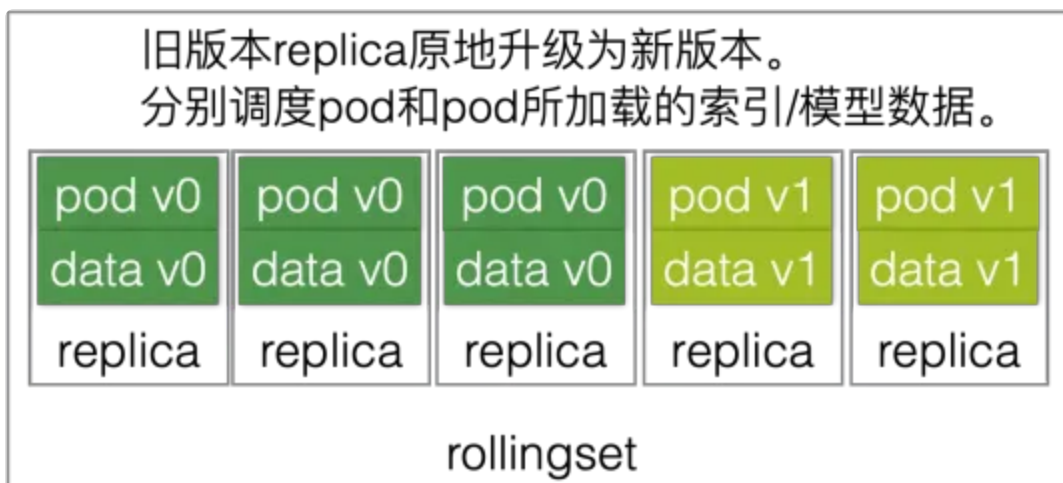 旧版本replica原地升级为新版本。
分别调度pod和pod所加载的索引/模型数据。
pod v0 pod v0 pod v0 pod v1 pod v1
data v0 data v0 data v0 data v1 data v1
replica replica replica replica replica
rollingset